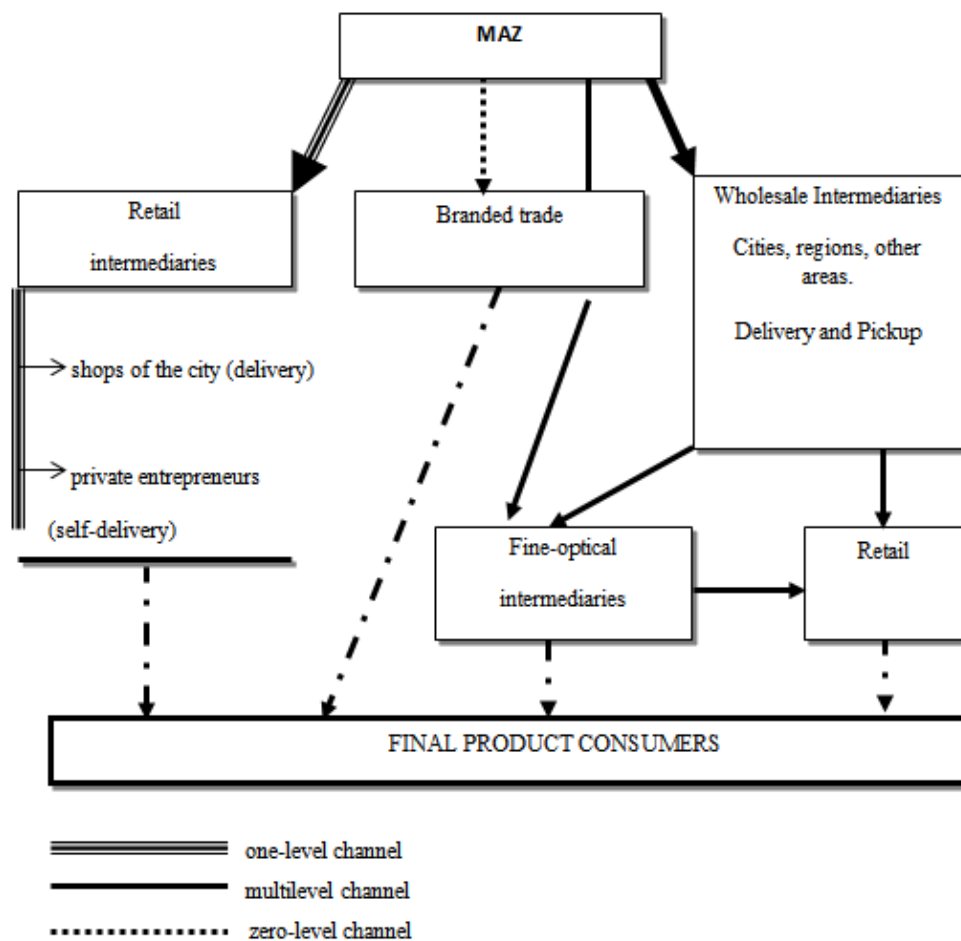 MAZ
Retail
intermediaries
Branded trade
Wholesale Intermediaries
Cities, regions, other
areas.
Delivery and Pickup
shops of the city (delivery)
private entrepreneurs
(self-delivery)
Fine-optical
intermediaries
Retail
FINAL PRODUCT CONSUMERS
one-level channel
multilevel channel
zero-level channel